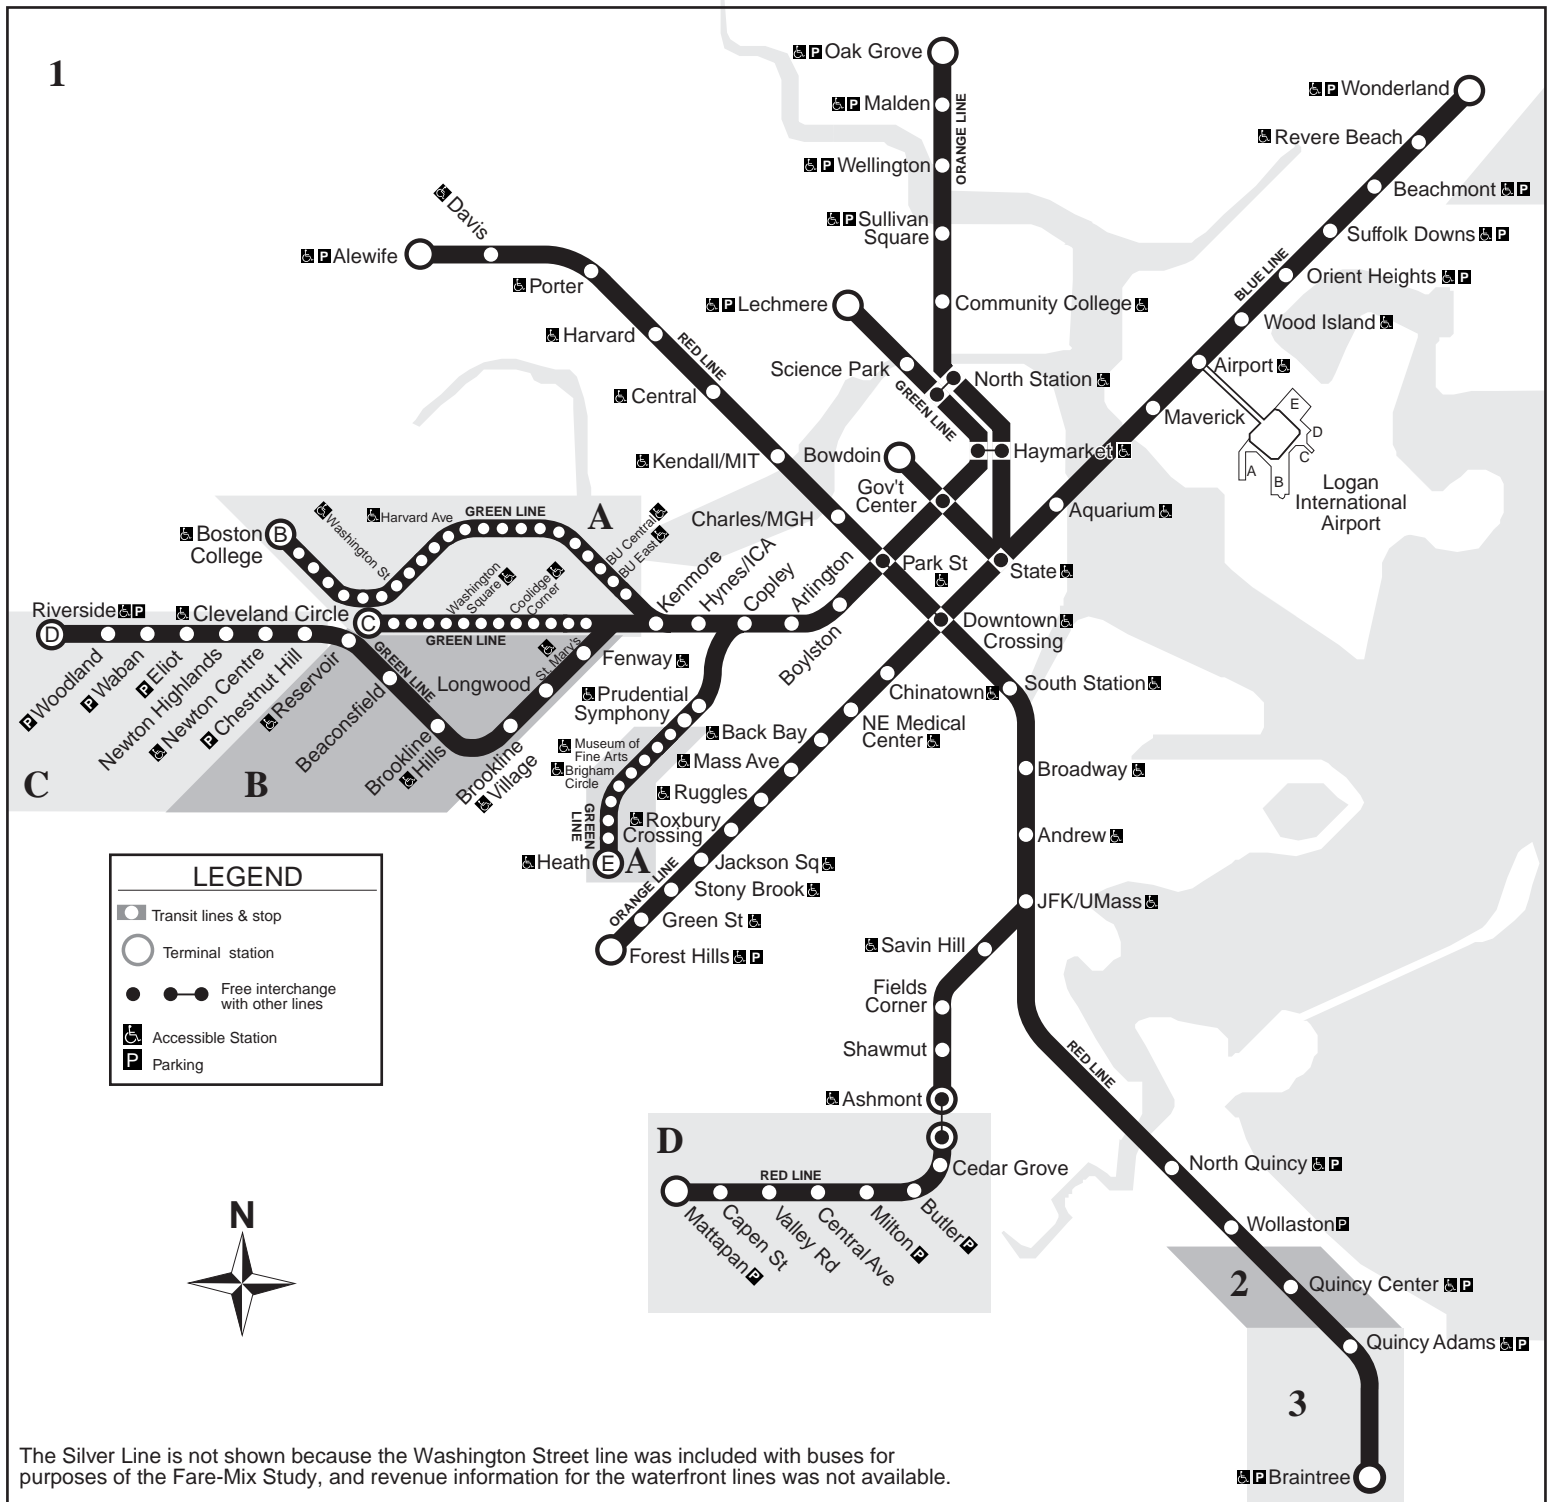 1
Oak Grove
Malden
Wellington
Sullivan
Square
ORANGE LINE
Community College
Wonderland
Revere Beach
Beachmont
Suffolk Downs
Orient Heights
BLUE LINE
Wood Island
Airport
Maverick
E
D
C
A
B
Logan
International
Airport
Aquarium
Davis
Alewife
Porter
Harvard
RED LINE
Central
Kendall/MIT
Charles/MGH
Lechmere
Science Park
GREEN LINE
North Station
Haymarket
Bowdoin
Gov't
Center
Park St
State
Downtown
Crossing
A
Boston
College
B
Washington St
Harvard Ave
GREEN LINE
BU Central
BU East
Riverside
D
Cleveland Circle
C
Washington
Square
Coolidge
Corner
GREEN LINE
St. Mary's
Kenmore
Hynes/ICA
Copley
Arlington
Boylston
Woodland
Waban
Eliot
Newton Highlands
Newton Centre
Chestnut Hill
Reservoir
GREEN LINE
Beaconsfield
Brookline
Hills
Brookline
Village
Longwood
Fenway
C
B
Prudential
Symphony
Museum of
Fine Arts
Brigham
Circle
GREEN
LINE
Heath
E
A
Chinatown
NE Medical
Center
Back Bay
Mass Ave
Ruggles
Roxbury
Crossing
Jackson Sq
Stony Brook
Green St
ORANGE LINE
Forest Hills
South Station
Broadway
Andrew
JFK/UMass
Savin Hill
Fields
Corner
Shawmut
Ashmont
D
Cedar Grove
RED LINE
Mattapan
Capen St
Valley Rd
Central Ave
Milton
Butler
RED LINE
North Quincy
Wollaston
2
Quincy Center
Quincy Adams
3
Braintree
LEGEND
Transit lines & stop
Terminal station
Free interchange
with other lines
Accessible Station
P Parking
N
The Silver Line is not shown because the Washington Street line was included with buses for
purposes of the Fare-Mix Study, and revenue information for the waterfront lines was not available.